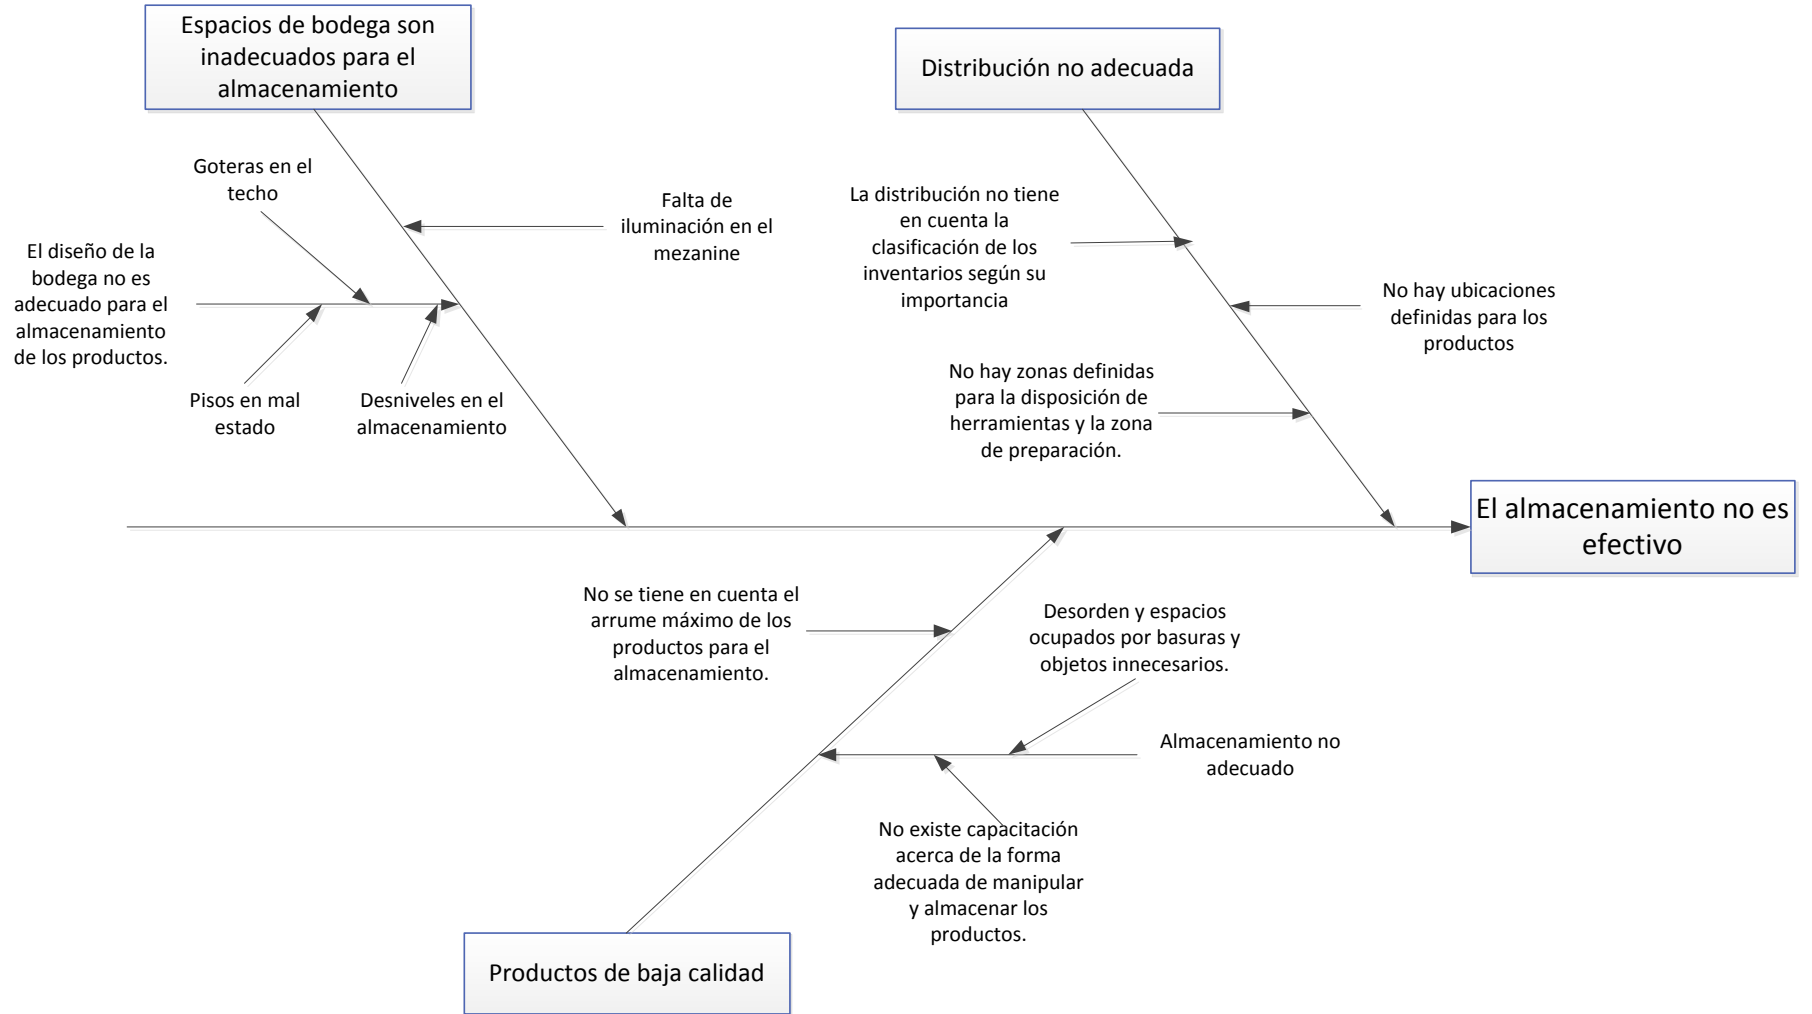 Espacios de bodega son
inadecuados para el
almacenamiento
Distribución no adecuada
Goteras en el
techo
Falta de
iluminación en el
mezanine
El diseño de la
bodega no es
adecuado para el
almacenamiento
de los productos.
Pisos en mal
estado
Desniveles en el
almacenamiento
La distribución no tiene
en cuenta la
clasificación de los
inventarios según su
importancia
No hay ubicaciones
definidas para los
productos
No hay zonas definidas
para la disposición de
herramientas y la zona
de preparación.
El almacenamiento no es
efectivo
No se tiene en cuenta el
arrume máximo de los
productos para el
almacenamiento.
Desorden y espacios
ocupados por basuras y
objetos innecesarios.
Almacenamiento no
adecuado
No existe capacitación
acerca de la forma
adecuada de manipular
y almacenar los
productos.
Productos de baja calidad